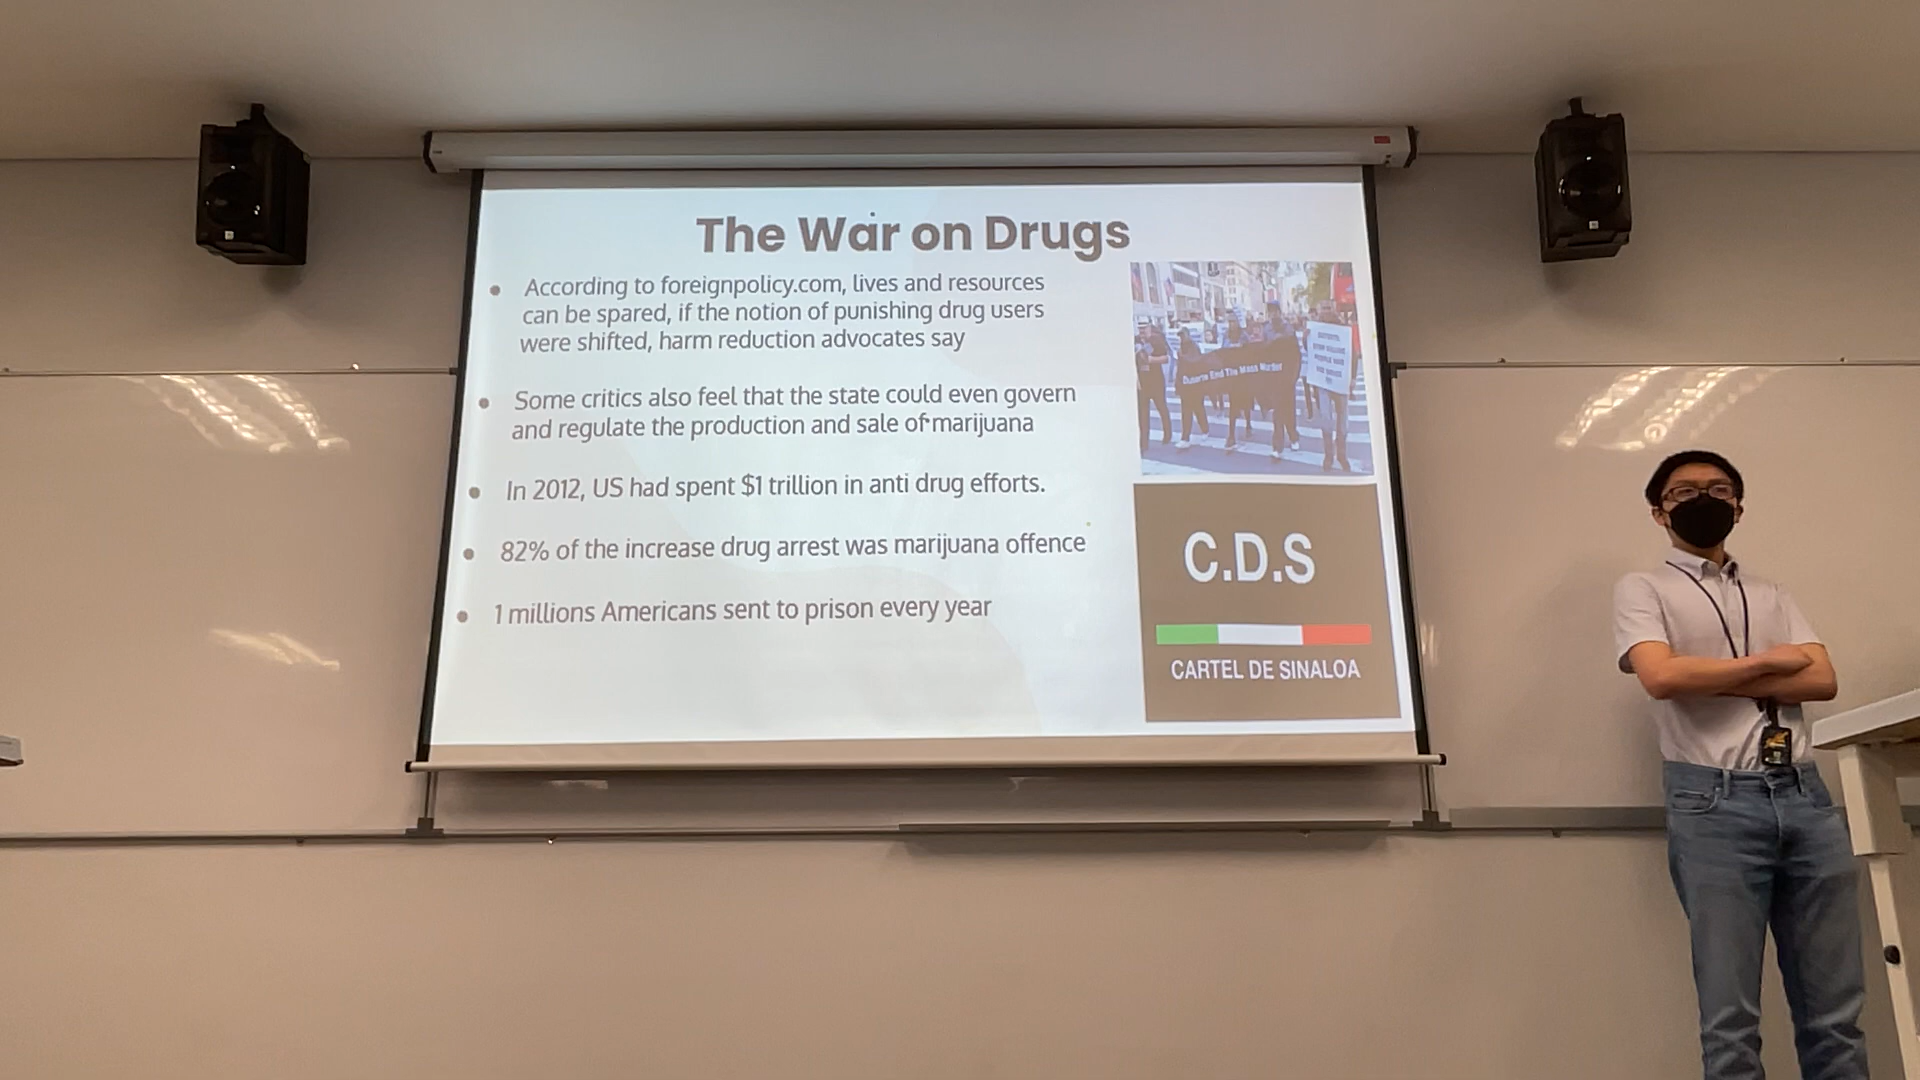 The War on Drugs
According to foreignpolicy.com, lives and resources
can be spared, if the notion of punishing drug users
were shifted, harm reduction advocates say
Some critics also feel that the state could even govern
and regulate the production and sale of marijuana
In 2012, US had spent $1 trillion in anti drug efforts.
82% of the increase drug arrest was marijuana offence
1 millions Americans sent to prison every year
Duterte End The Mass Murder
C.D.S
CARTEL DE SINALOA